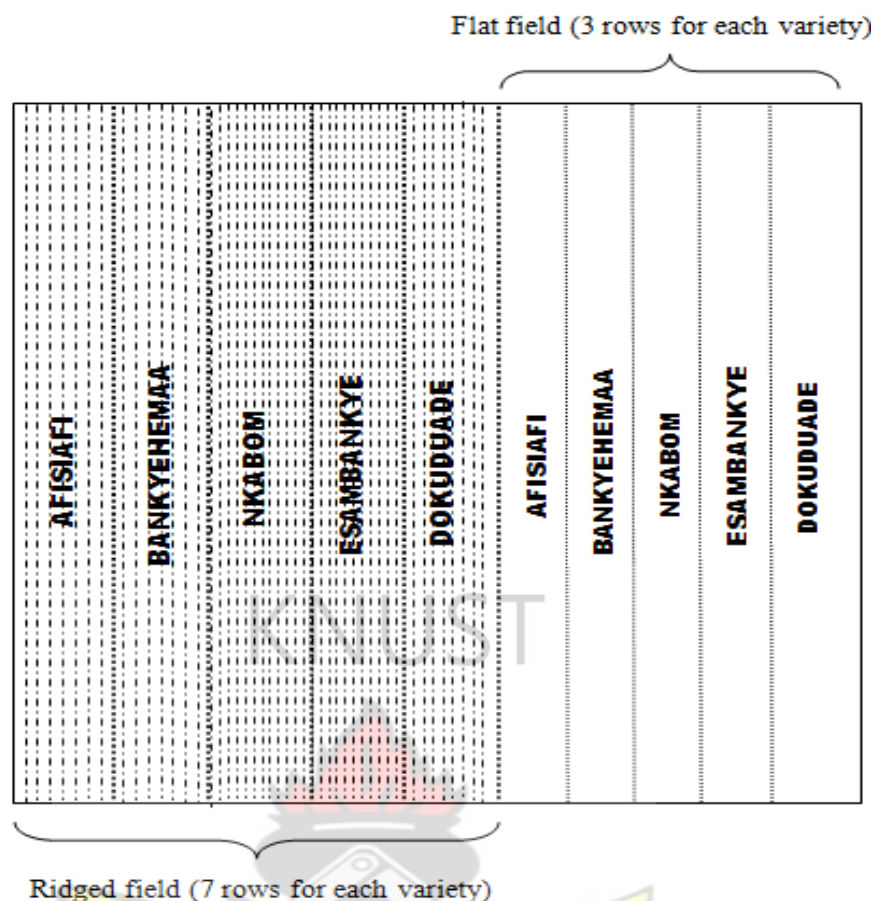 Flat field (3 rows for each variety)
AFISIAFI
BANKYEHEMAA
NKABOM
ESAMBANKYE
DOKUDUADE
AFISIAFI
BANKYEHEMAA
NKABOM
ESAMBANKYE
DOKUDUADE
KNUST
Ridged field (7 rows for each variety)